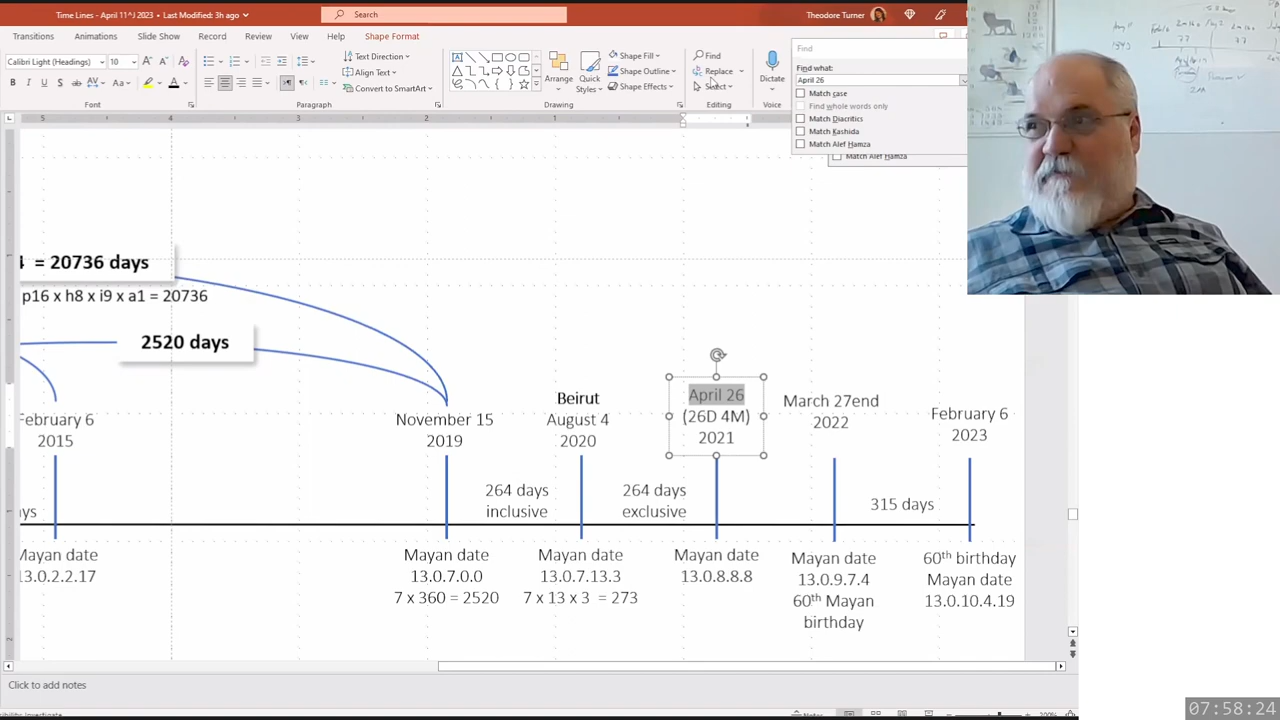 Time Lines - April 11^J 2023 • Last Modified: 3h ago
Search
Theodore Turner
Transitions
Animations
Slide Show
Record
Review
View
Help
Shape Format
Calibri Light (Headings)
10
Text Direction
Align Text
Convert to SmartArt
Arrange
Quick Styles
Shape Fill
Shape Outline
Shape Effects
Find
Replace
Select
Dictate
Font
Paragraph
Drawing
Editing
Voice
Find
Find what:
April 26
Match case
Find whole words only
Match Diacritics
Match Kashida
Match Alef Hamza
Match Alef Hamza
= 20736 days
p16 x h8 x i9 x a1 = 20736
2520 days
February 6
2015
November 15
2019
Beirut
August 4
2020
April 26
(26D 4M)
2021
March 27end
2022
February 6
2023
264 days
inclusive
264 days
exclusive
315 days
Mayan date
13.0.2.2.17
Mayan date
13.0.7.0.0
7 x 360 = 2520
Mayan date
13.0.7.13.3
7 x 13 x 3 = 273
Mayan date
13.0.8.8.8
Mayan date
13.0.9.7.4
60th Mayan
birthday
60th birthday
Mayan date
13.0.10.4.19
Click to add notes
Notes
200%
07:58:24